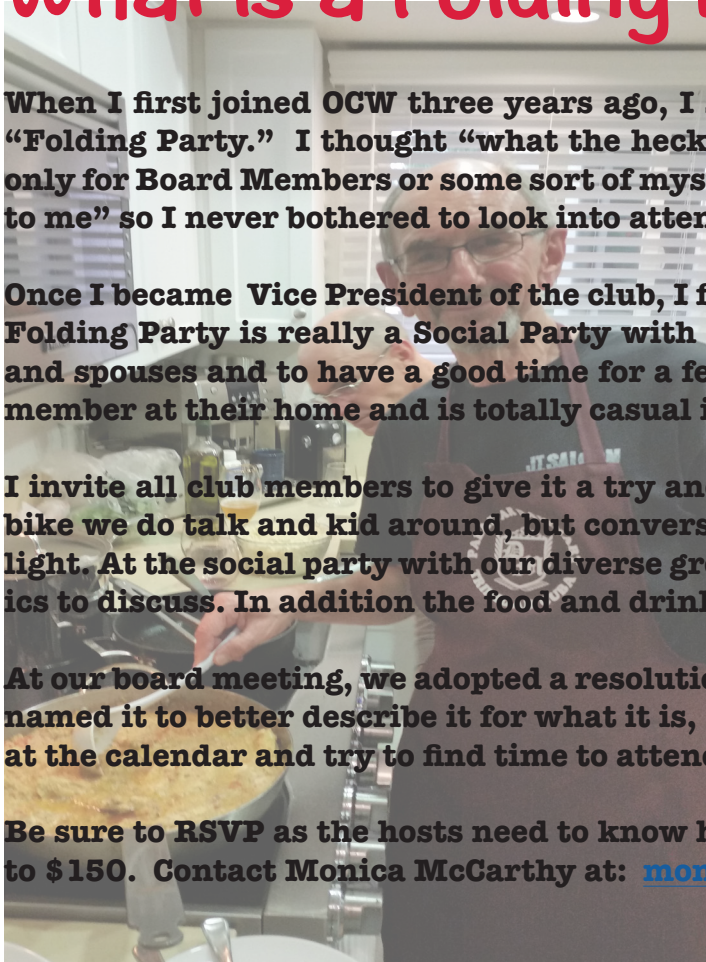 What is a Folding
When I first joined OCW three years ago, I
“Folding Party.” I thought “what the heck
only for Board Members or some sort of mys
to me” so I never bothered to look into atten
Once I became Vice President of the club, I f
Folding Party is really a Social Party with
and spouses and to have a good time for a fe
member at their home and is totally casual i
I invite all club members to give it a try an
bike we do talk and kid around, but convers
light. At the social party with our diverse gr
ics to discuss. In addition the food and drin
At our board meeting, we adopted a resoluti
named it to better describe it for what it is,
at the calendar and try to find time to atten
Be sure to RSVP as the hosts need to know h
to $150. Contact Monica McCarthy at: mon